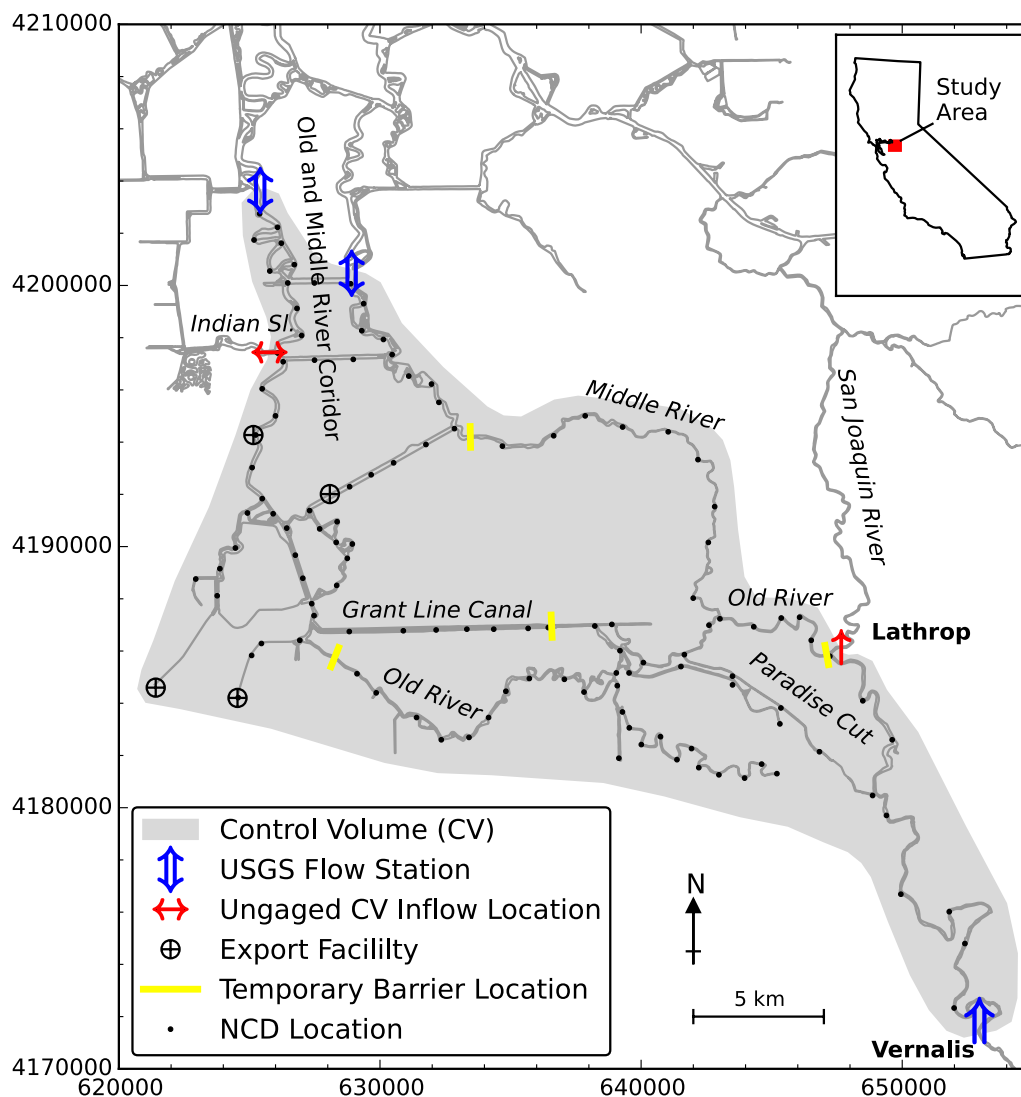 4210000
4200000
4190000
4180000
4170000
620000
630000
640000
650000
Study
Area
Old and Middle River Coridor
Indian Sl.
Middle River
San Joaquin River
Grant Line Canal
Old River
Lathrop
Old River
Paradise Cut
Control Volume (CV)
USGS Flow Station
Ungaged CV Inflow Location
Export Facillity
Temporary Barrier Location
NCD Location
N
5 km
Vernalis